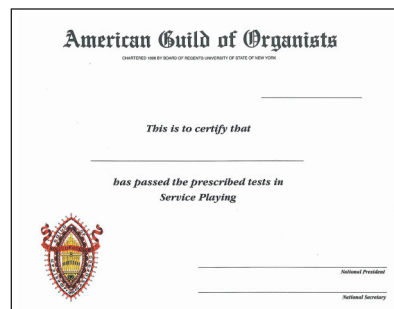 American Guild of Organists
CHARTERED 1896 BY BOARD OF REGENTS UNIVERSITY OF STATE OF NEW YORK
This is to certify that
has passed the prescribed tests in
Service Playing
National President
National Secretary